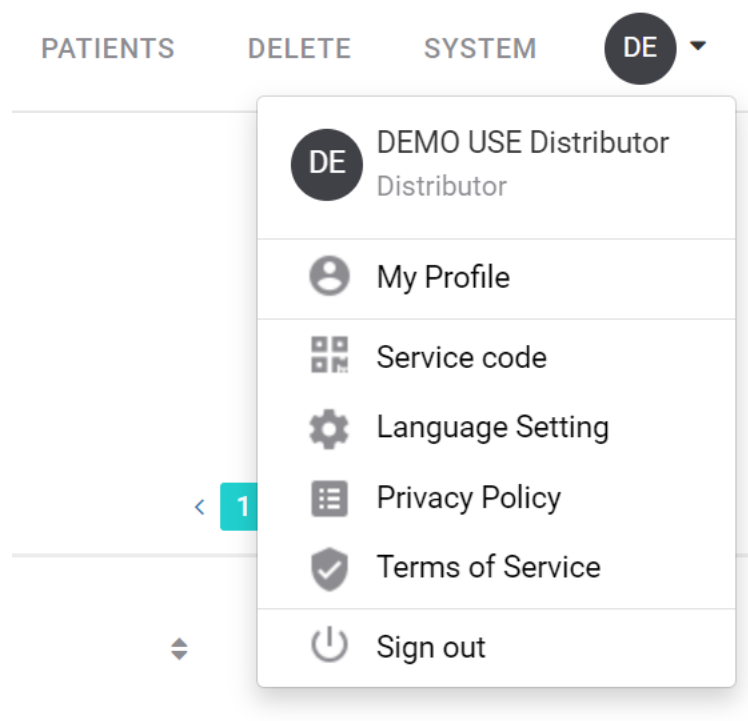 PATIENTS DELETE SYSTEM DE
DE DEMO USE Distributor
Distributor
My Profile
Service code
Language Setting
1
Privacy Policy
Terms of Service
Sign out